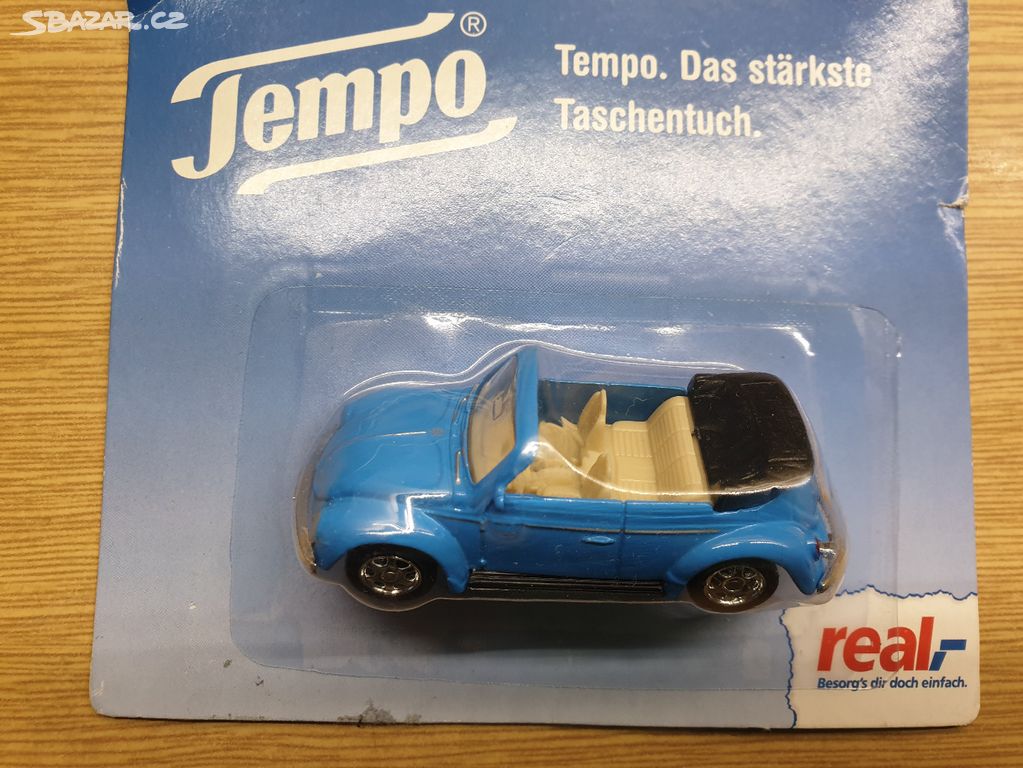 SBAZAR.CZ
Tempo®
Tempo. Das stärkste
Taschentuch.
real,-
Besorg's dir doch einfach.